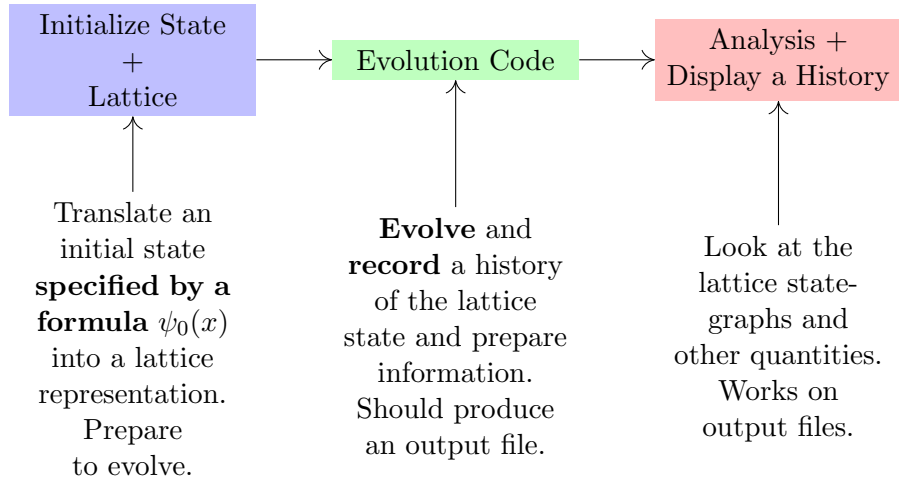 Initialize State
+
Lattice
Evolution Code
Analysis +
Display a History
Translate an
initial state
specified by a
formula ψ₀(x)
into a lattice
representation.
Prepare
to evolve.
Evolve and
record a history
of the lattice
state and prepare
information.
Should produce
an output file.
Look at the
lattice state-
graphs and
other quantities.
Works on
output files.